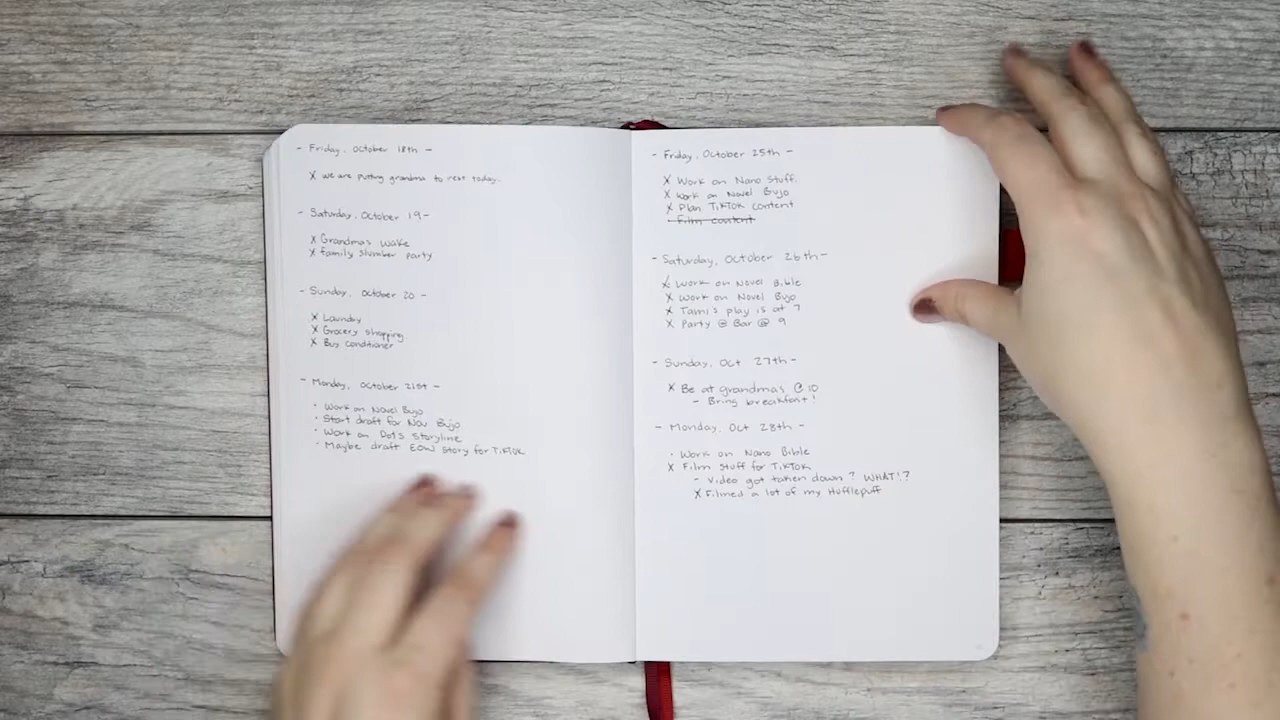 - Friday, October 18th -
x we are putting grandma to rest today.
- Saturday, October 19 -
x Grandmas wake
x family slumber party
- Sunday, October 20 -
x Laundry
x Grocery shopping
x Buy conditioner
- Monday, October 21st -
· Work on Novel Bujo
· Start draft for Nov Bujo
· Work on Dots storyline
· Maybe draft EOW story for TikTok
- Friday, October 25th -
x Work on Nano stuff.
x Work on Novel Bujo
x Plan TikTok content
· Film content
- Saturday, October 26th -
x Work on Novel Bible
x Work on Novel Bujo
x Tami's play is at 7
x Party @ Bar @ 9
- Sunday, Oct 27th -
x Be at grandmas @ 10
- Bring breakfast!
- Monday, Oct 28th -
· Work on Nano Bible
x Film stuff for TikTok
- Video got taken down? WHAT!?
x Filmed a lot of my Hufflepuff